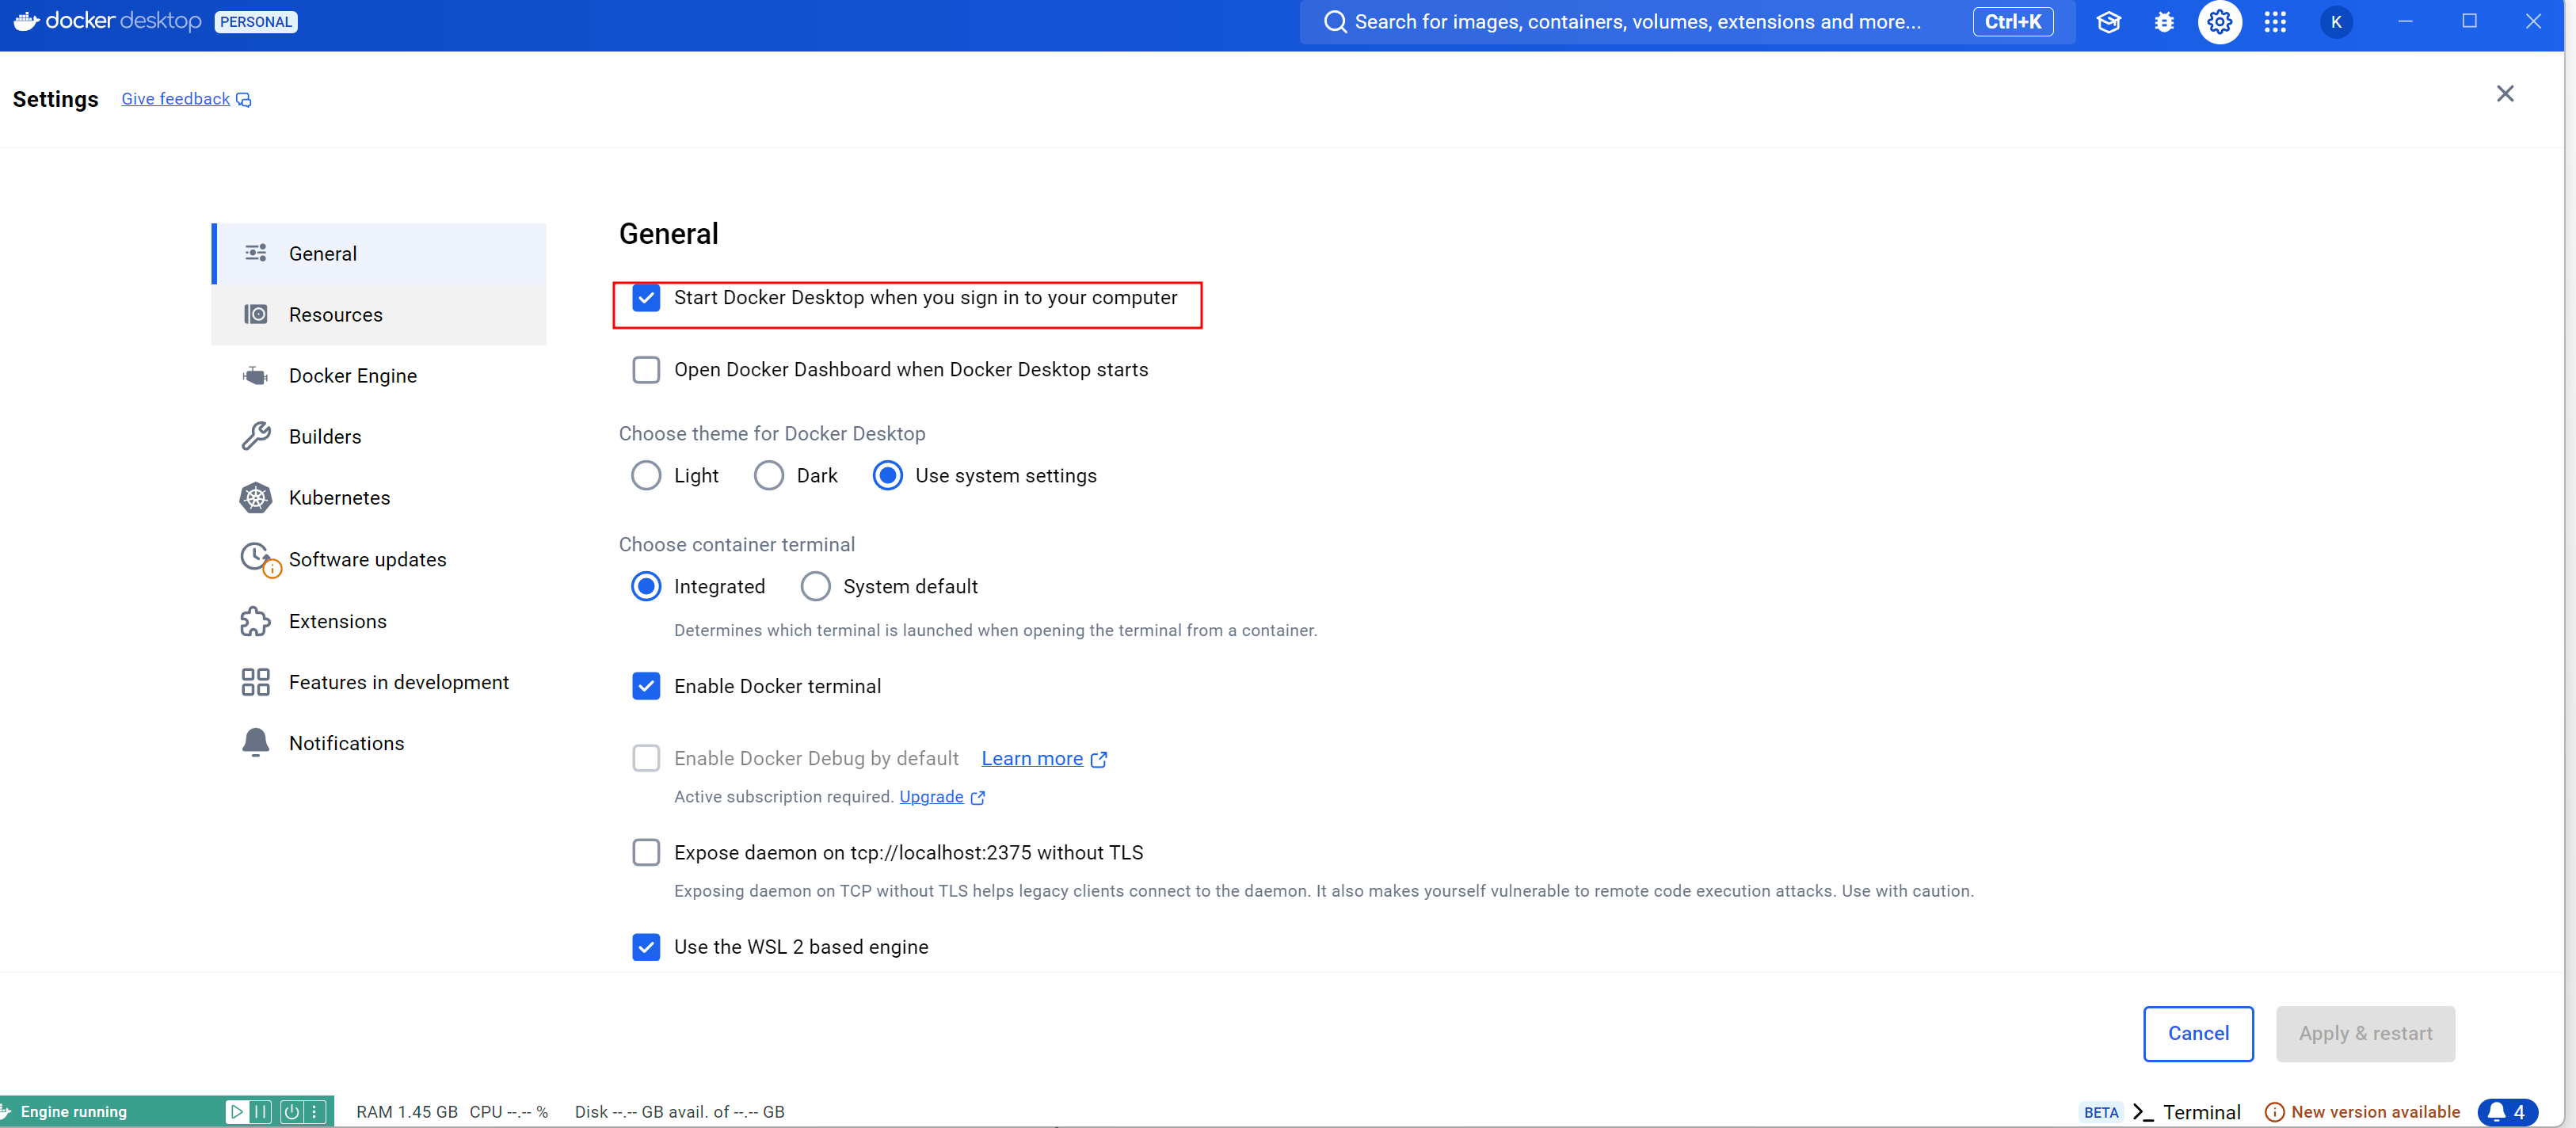 docker desktop PERSONAL
Search for images, containers, volumes, extensions and more... Ctrl+K
K
Settings Give feedback
General
Resources
Docker Engine
Builders
Kubernetes
Software updates
Extensions
Features in development
Notifications
General
Start Docker Desktop when you sign in to your computer
Open Docker Dashboard when Docker Desktop starts
Choose theme for Docker Desktop
Light Dark Use system settings
Choose container terminal
Integrated System default
Determines which terminal is launched when opening the terminal from a container.
Enable Docker terminal
Enable Docker Debug by default Learn more
Active subscription required. Upgrade
Expose daemon on tcp://localhost:2375 without TLS
Exposing daemon on TCP without TLS helps legacy clients connect to the daemon. It also makes yourself vulnerable to remote code execution attacks. Use with caution.
Use the WSL 2 based engine
Cancel Apply & restart
Engine running RAM 1.45 GB CPU --.-- % Disk --.-- GB avail. of --.-- GB BETA Terminal New version available 4